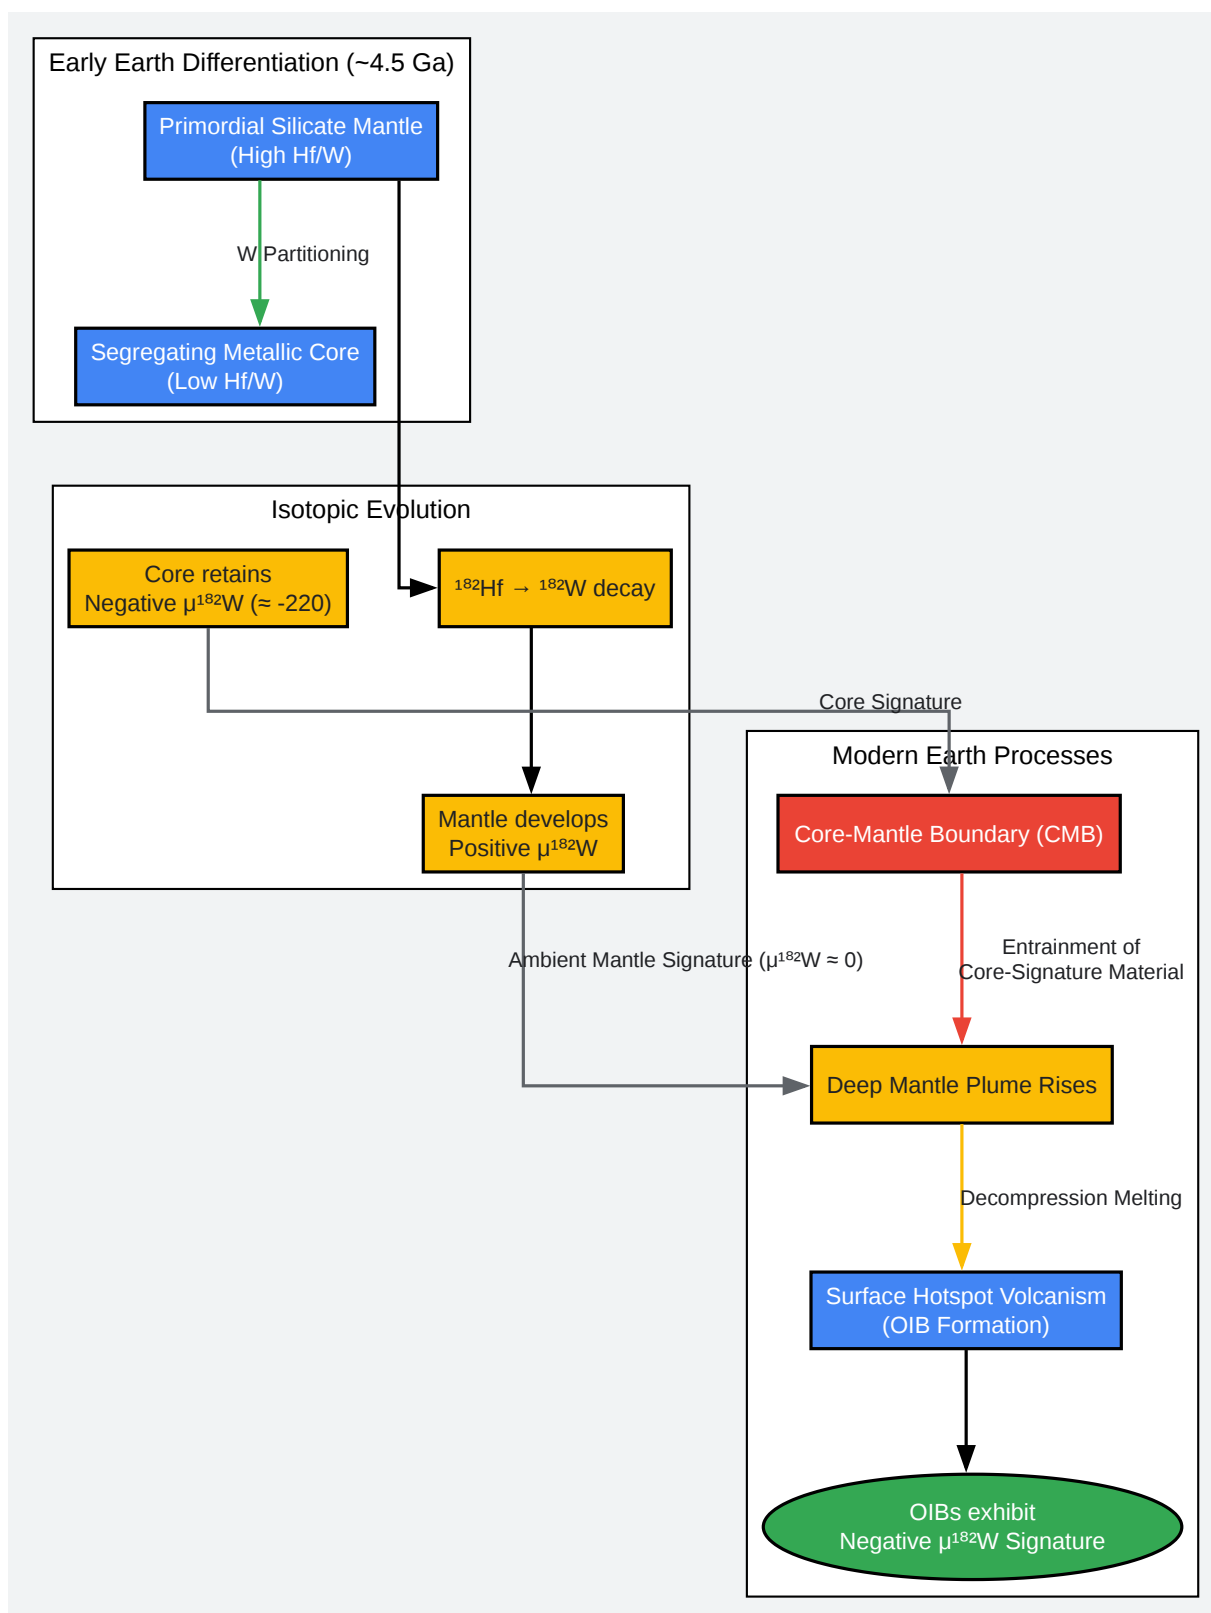 Early Earth Differentiation (~4.5 Ga)
Primordial Silicate Mantle
(High Hf/W)
W Partitioning
Segregating Metallic Core
(Low Hf/W)
Isotopic Evolution
Core retains
Negative μ¹⁸²W (≈ -220)
¹⁸²Hf → ¹⁸²W decay
Core Signature
Mantle develops
Positive μ¹⁸²W
Modern Earth Processes
Core-Mantle Boundary (CMB)
Ambient Mantle Signature (μ¹⁸²W ≈ 0)
Entrainment of
Core-Signature Material
Deep Mantle Plume Rises
Decompression Melting
Surface Hotspot Volcanism
(OIB Formation)
OIBs exhibit
Negative μ¹⁸²W Signature